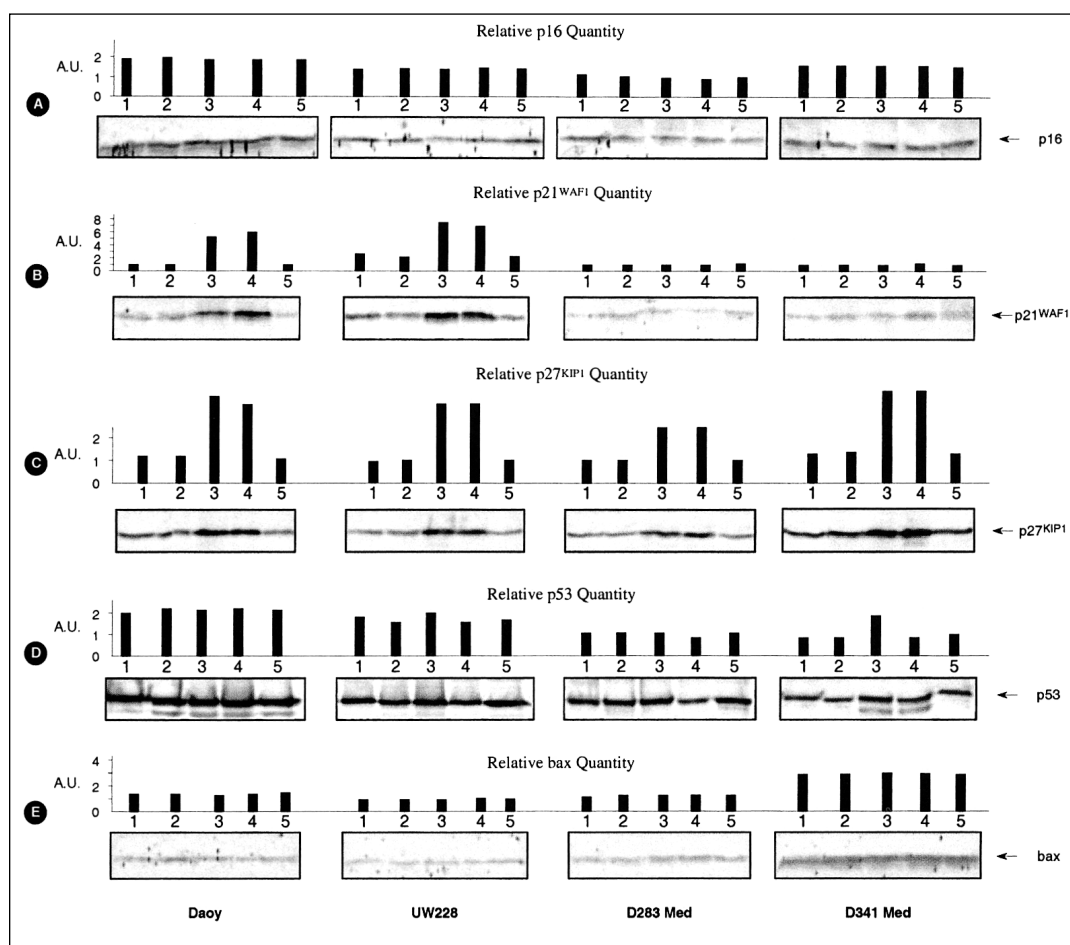 Relative p16 Quantity
A.U.
2
1
0
A
1 2 3 4 5 1 2 3 4 5 1 2 3 4 5 1 2 3 4 5
p16
Relative p21WAF1 Quantity
A.U.
8
6
4
2
0
B
1 2 3 4 5 1 2 3 4 5 1 2 3 4 5 1 2 3 4 5
p21WAF1
Relative p27KIP1 Quantity
A.U.
2
1
0
C
1 2 3 4 5 1 2 3 4 5 1 2 3 4 5 1 2 3 4 5
p27KIP1
Relative p53 Quantity
A.U.
2
1
0
D
1 2 3 4 5 1 2 3 4 5 1 2 3 4 5 1 2 3 4 5
p53
Relative bax Quantity
A.U.
4
2
0
E
1 2 3 4 5 1 2 3 4 5 1 2 3 4 5 1 2 3 4 5
bax
Daoy UW228 D283 Med D341 Med